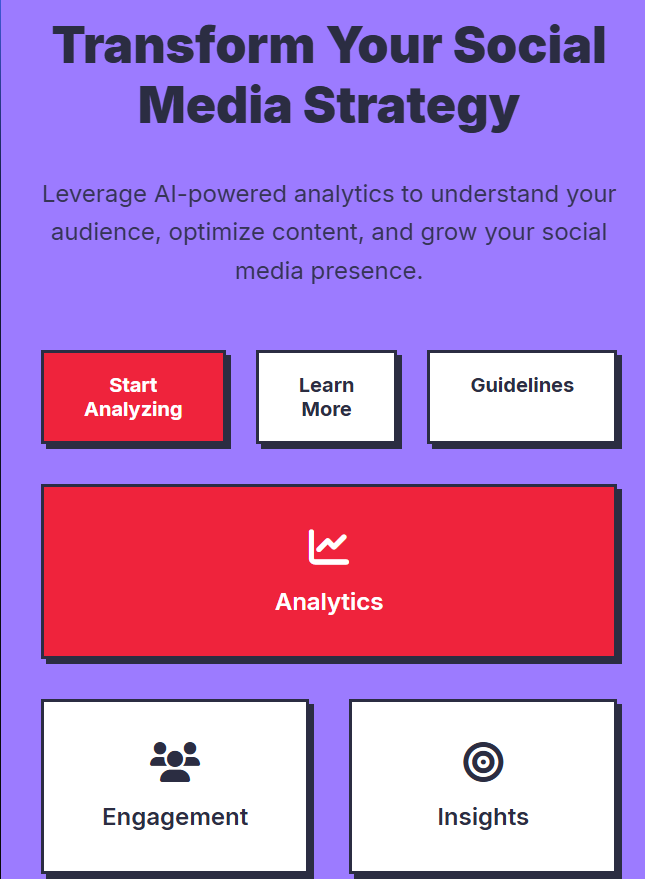 Transform Your Social
Media Strategy
Leverage AI-powered analytics to understand your
audience, optimize content, and grow your social
media presence.
Start
Analyzing
Learn
More
Guidelines
Analytics
Engagement
Insights